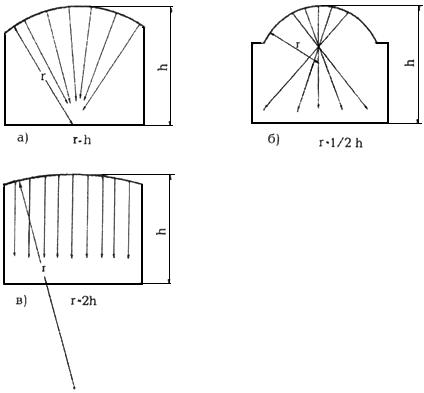 r h
а) r=h
r h
б) r=1/2 h
r h
в) r=2h